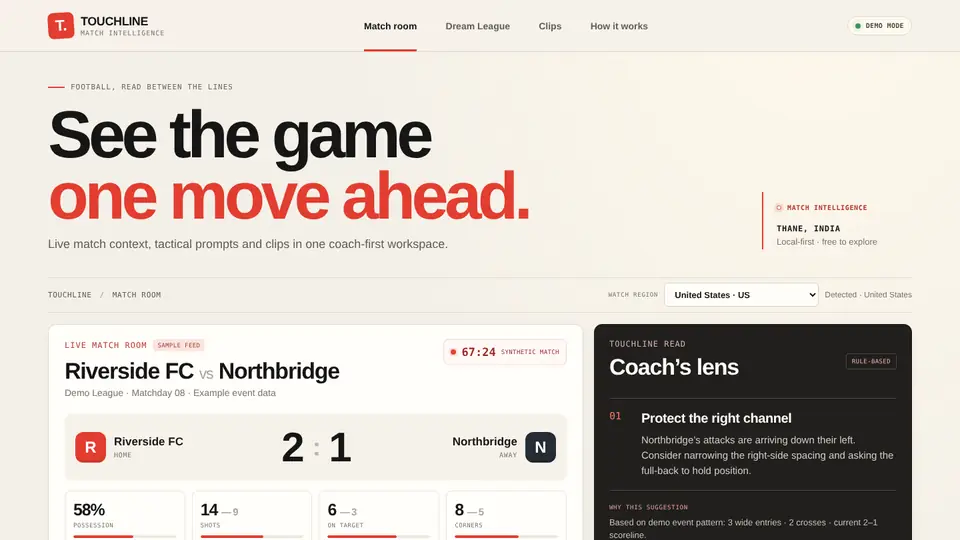 T.
TOUCHLINE
MATCH INTELLIGENCE
Match room
Dream League
Clips
How it works
DEMO MODE
FOOTBALL, READ BETWEEN THE LINES
See the game
one move ahead.
Live match context, tactical prompts and clips in one coach-first workspace.
MATCH INTELLIGENCE
THANE, INDIA
Local-first · free to explore
TOUCHLINE / MATCH ROOM
WATCH REGION
United States · US
Detected · United States
LIVE MATCH ROOM
SAMPLE FEED
Riverside FC vs Northbridge
Demo League · Matchday 08 · Example event data
67:24 SYNTHETIC MATCH
R
Riverside FC
HOME
2 : 1
Northbridge
AWAY
N
58%
POSSESSION
14 — 9
SHOTS
6 — 3
ON TARGET
8 — 5
CORNERS
TOUCHLINE READ
Coach’s lens
RULE-BASED
01
Protect the right channel
Northbridge’s attacks are arriving down their left.
Consider narrowing the right-side spacing and asking the
full-back to hold position.
WHY THIS SUGGESTION
Based on demo event pattern: 3 wide entries · 2 crosses · current 2–1
scoreline.